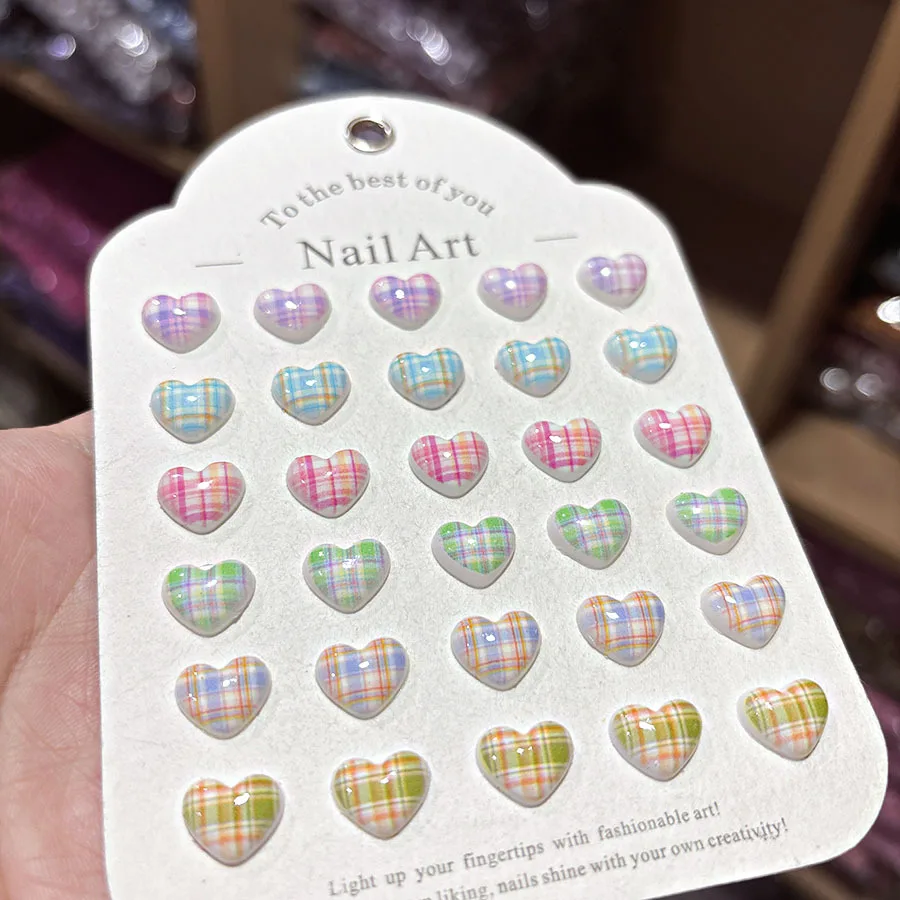 To the best of you
Nail Art
Light up your fingertips with fashionable art!
liking, nails shine with your own creativity!